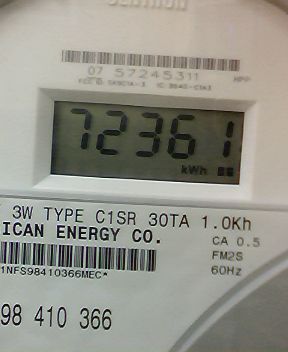 CENTRON
07 57245311
72361
kWh
3W TYPE C1SR 30TA 1.0Kh
ICAN ENERGY CO.
CA 0.5
FM2S
60Hz
1NFS98410366MEC*
98 410 366